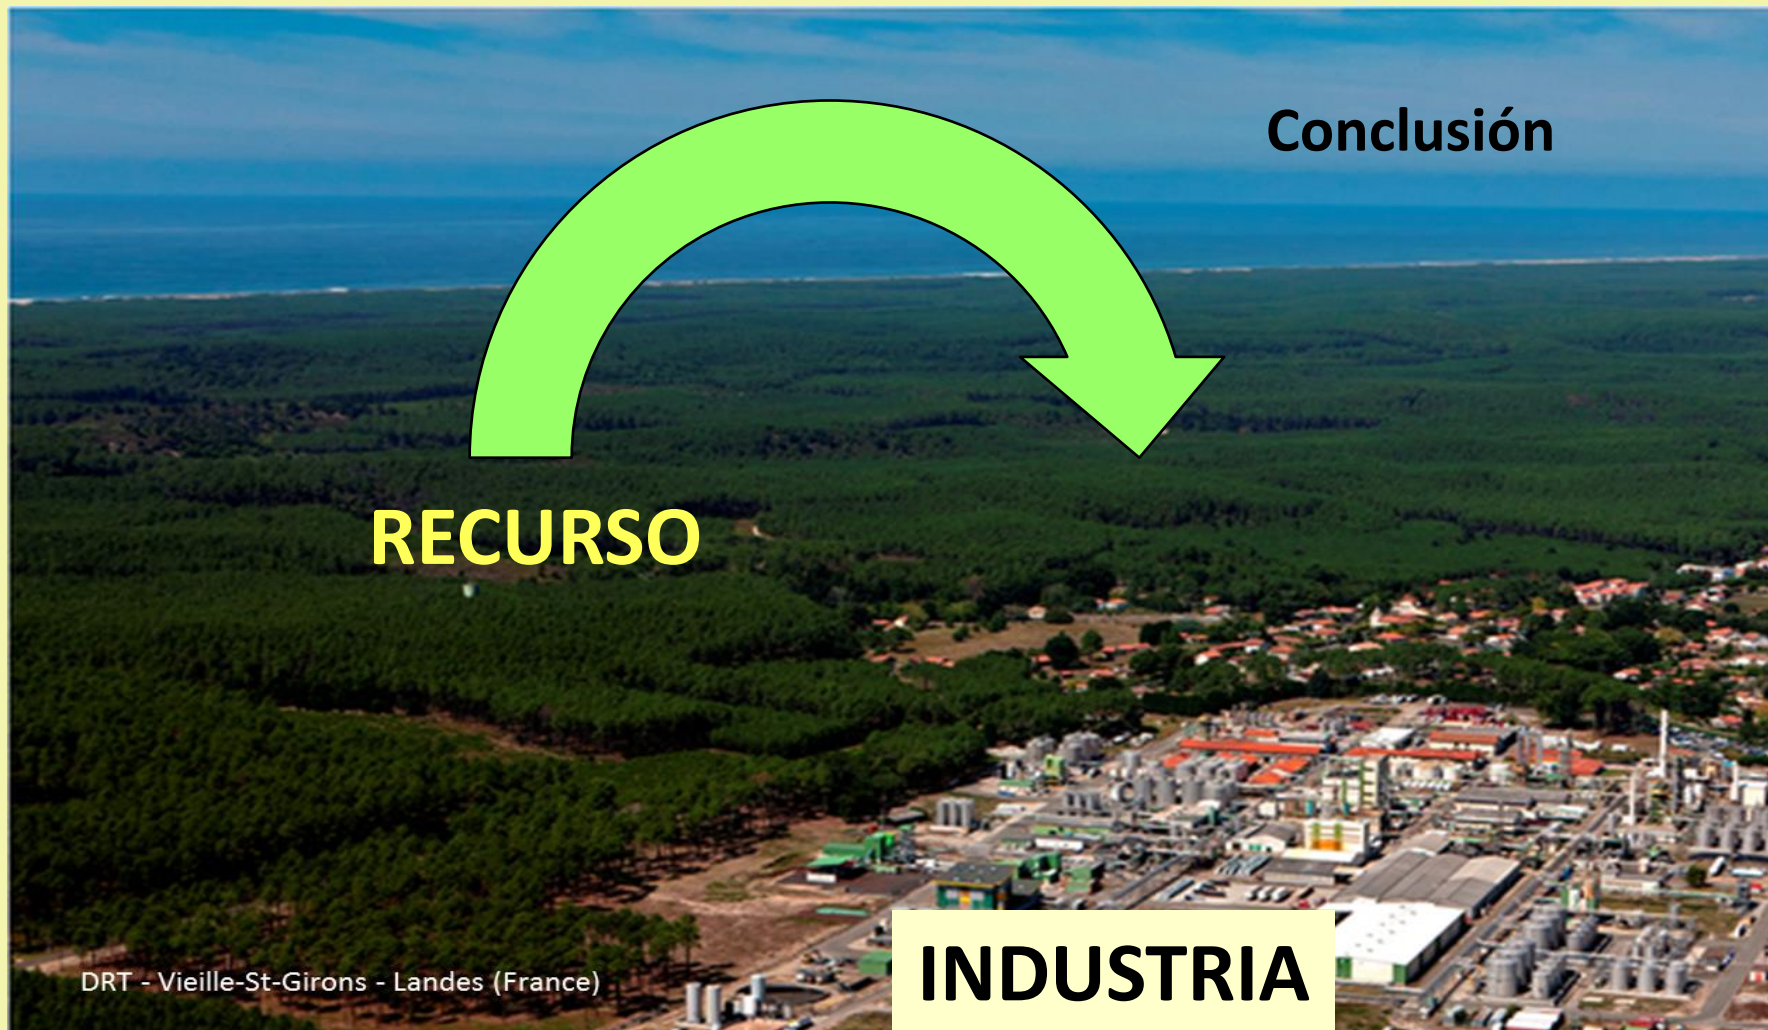 Conclusión
RECURSO
INDUSTRIA
DRT - Vieille-St-Girons - Landes (France)